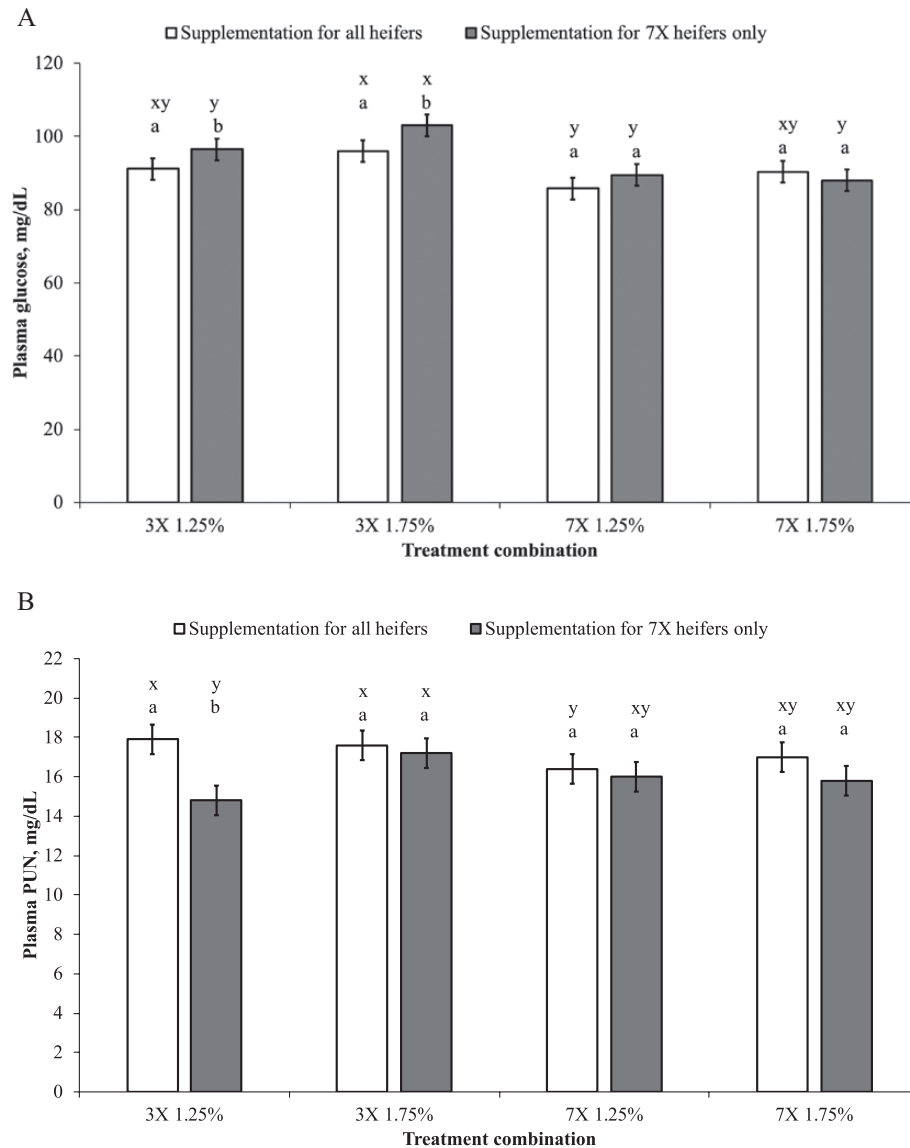 A
Supplementation for all heifers Supplementation for 7X heifers only
120
100
80
60
40
20
0
Plasma glucose, mg/dL
xy y x x y y xy y
a b a b a a a a
3X 1.25% 3X 1.75% 7X 1.25% 7X 1.75%
Treatment combination
B
Supplementation for all heifers Supplementation for 7X heifers only
22
20
18
16
14
12
10
8
6
4
2
0
Plasma PUN, mg/dL
x y x x y xy xy xy
a b a a a a a a
3X 1.25% 3X 1.75% 7X 1.25% 7X 1.75%
Treatment combination